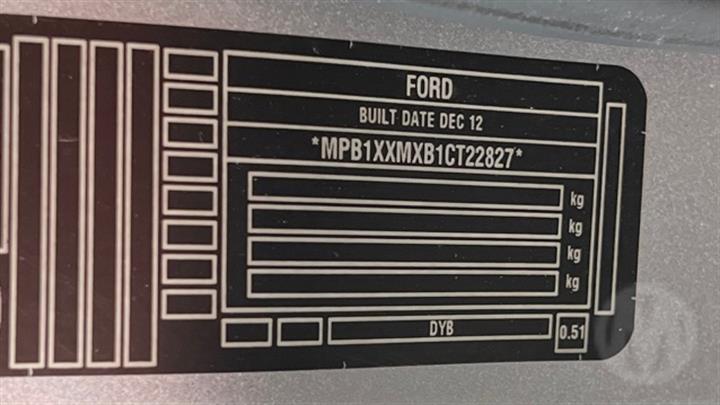 FORD
BUILT DATE DEC 12
*MPB1XXMXB1CT22827*
kg
kg
kg
kg
DYB
0.51